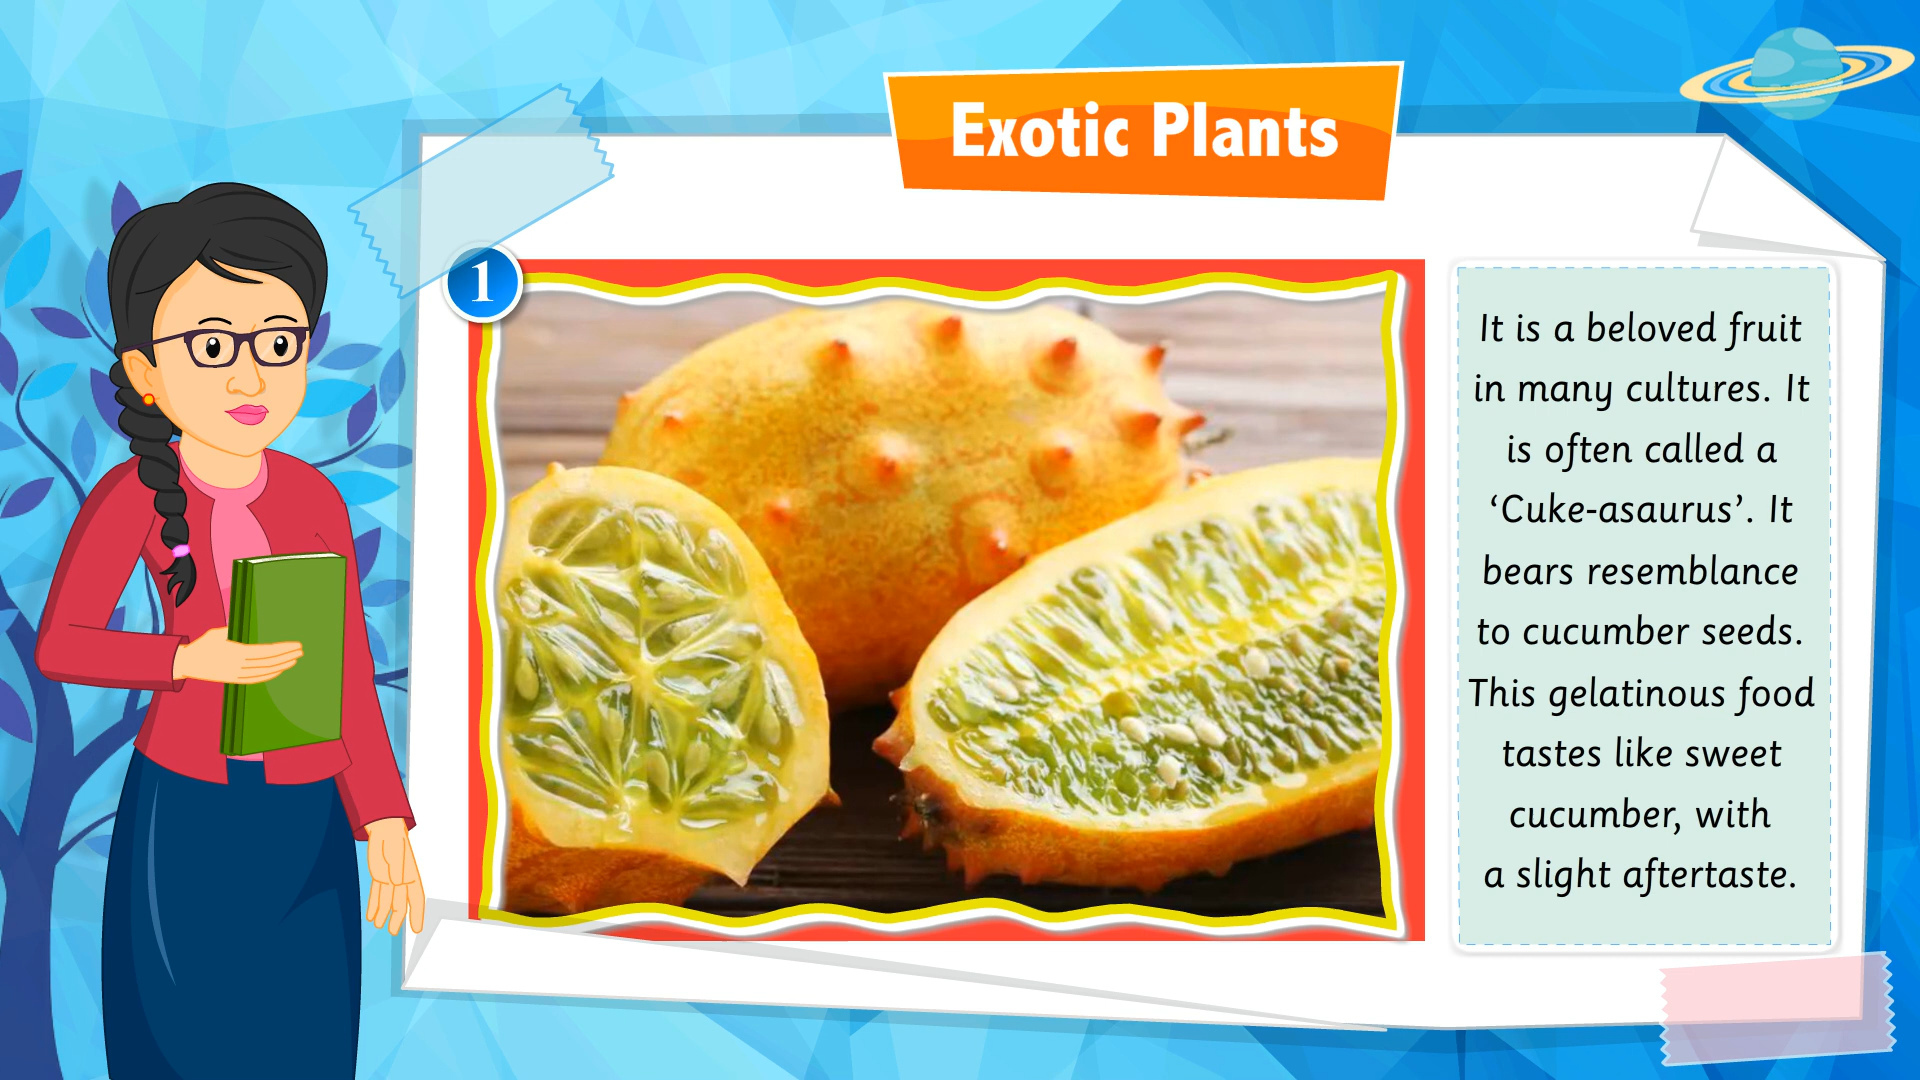 Exotic Plants
1
It is a beloved fruit
in many cultures. It
is often called a
‘Cuke-asaurus’. It
bears resemblance
to cucumber seeds.
This gelatinous food
tastes like sweet
cucumber, with
a slight aftertaste.